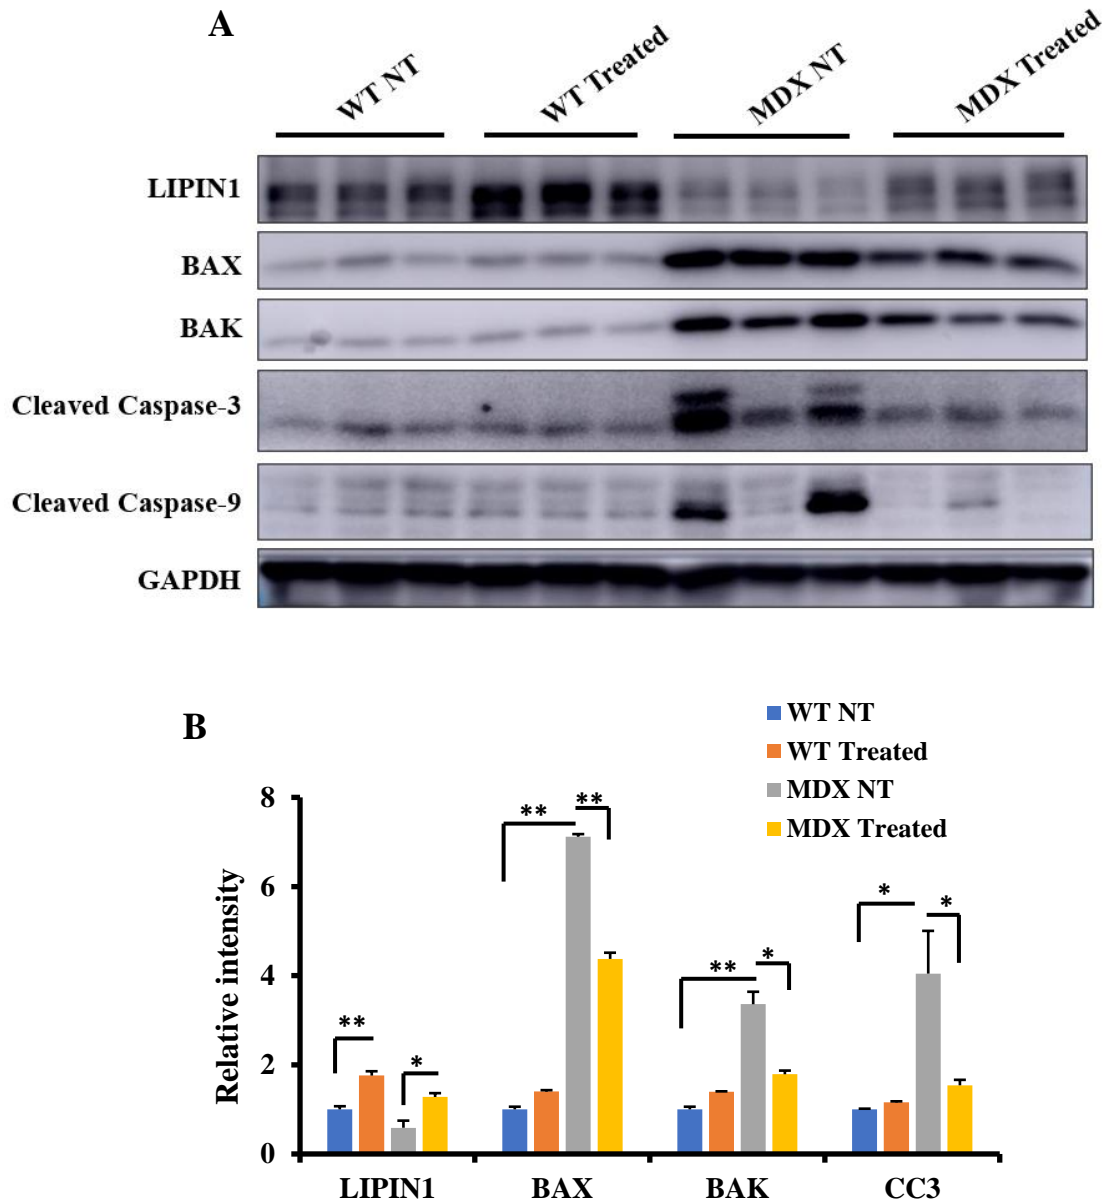 A
WT NT
WT Treated
MDX NT
MDX Treated
LIPIN1
BAX
BAK
Cleaved Caspase-3
Cleaved Caspase-9
GAPDH
B
WT NT
WT Treated
MDX NT
MDX Treated
Relative intensity
8
6
4
2
0
**
*
**
**
**
*
*
*
LIPIN1
BAX
BAK
CC3